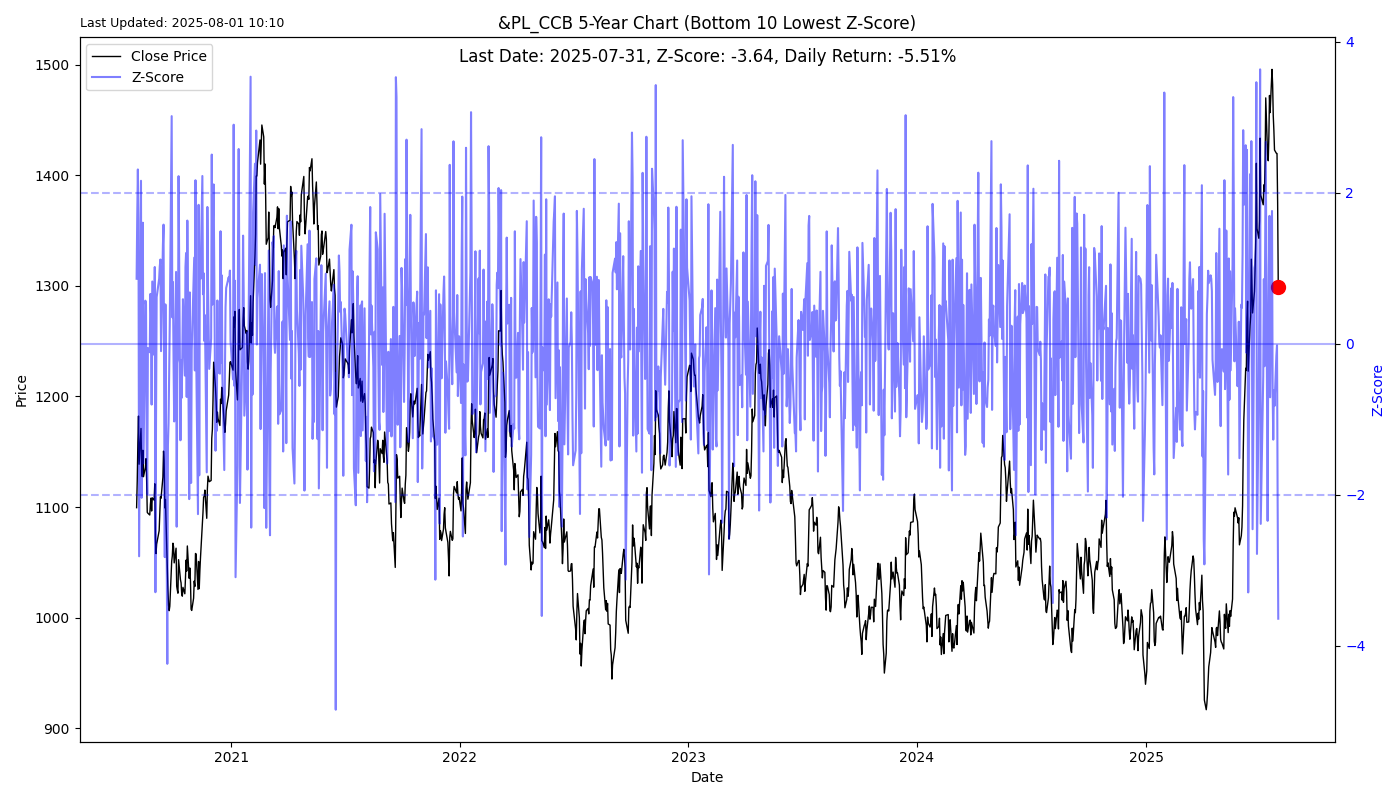 Last Updated: 2025-08-01 10:10
&PL_CCB 5-Year Chart (Bottom 10 Lowest Z-Score)
Last Date: 2025-07-31, Z-Score: -3.64, Daily Return: -5.51%
Close Price
Z-Score
1500
1400
1300
1200
1100
1000
900
Price
4
2
0
−2
−4
Z-Score
2021
2022
2023
2024
2025
Date